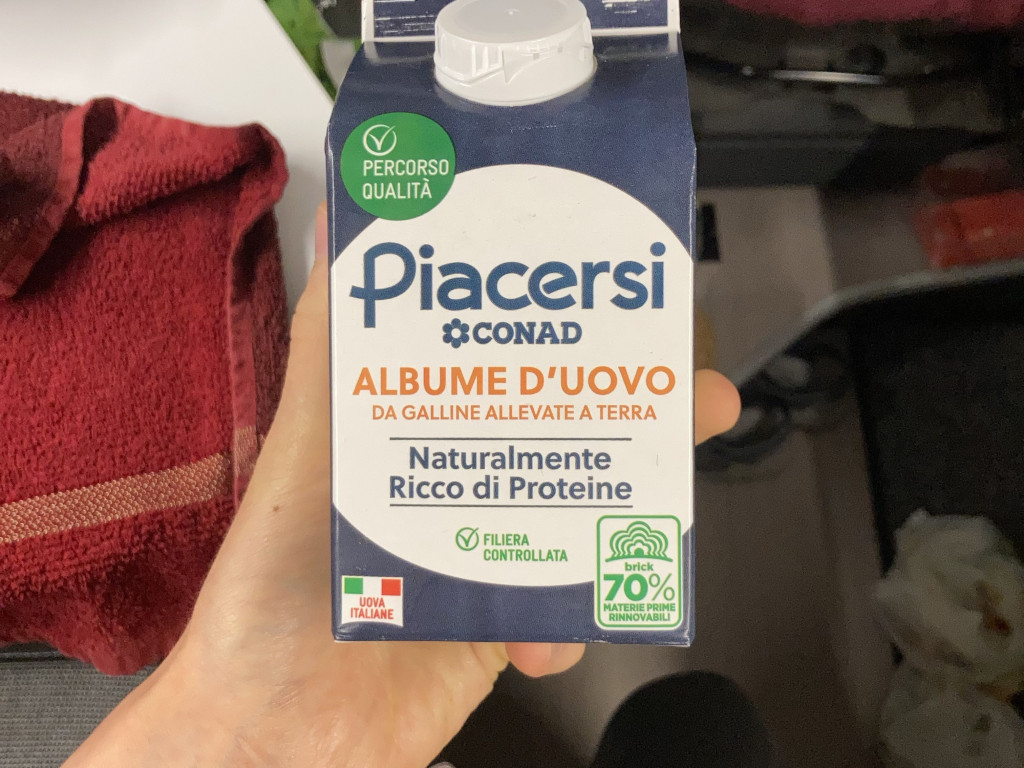 PERCORSO
QUALITÀ
Piacersi
CONAD
ALBUME D'UOVO
DA GALLINE ALLEVATE A TERRA
Naturalmente
Ricco di Proteine
FILIERA
CONTROLLATA
UOVA
ITALIANE
brick
70%
MATERIE PRIME
RINNOVABILI